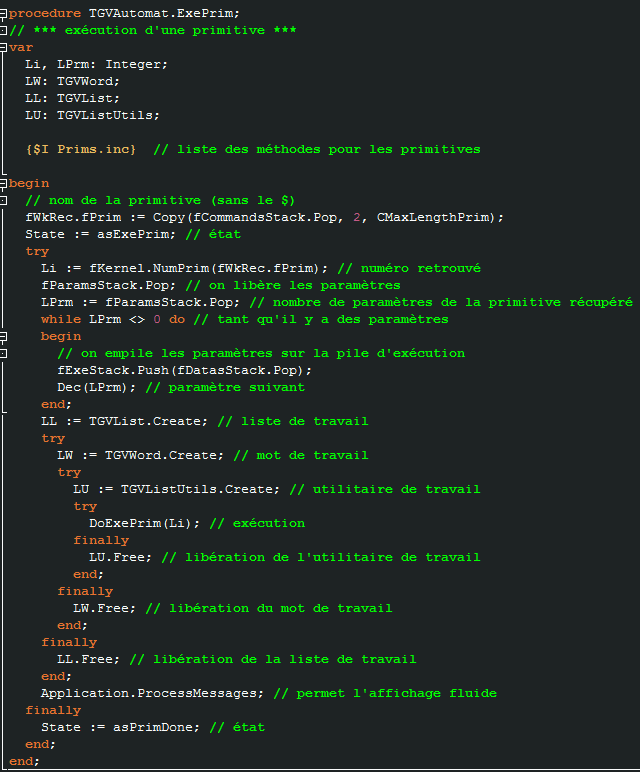 procedure TGVAutomat.ExePrim;
// *** exécution d'une primitive ***
var
  Li, LPrm: Integer;
  LW: TGVWord;
  LL: TGVList;
  LU: TGVListUtils;

  {$I Prims.inc}  // liste des méthodes pour les primitives

begin
  // nom de la primitive (sans le $)
  fWkRec.fPrim := Copy(fCommandsStack.Pop, 2, CMaxLengthPrim);
  State := asExePrim; // état
  try
    Li := fKernel.NumPrim(fWkRec.fPrim); // numéro retrouvé
    fParamsStack.Pop; // on libère les paramètres
    LPrm := fParamsStack.Pop; // nombre de paramètres de la primitive récupéré
    while LPrm <> 0 do // tant qu'il y a des paramètres
    begin
      // on empile les paramètres sur la pile d'exécution
      fExeStack.Push(fDatasStack.Pop);
      Dec(LPrm); // paramètre suivant
    end;
    LL := TGVList.Create; // liste de travail
    try
      LW := TGVWord.Create; // mot de travail
      try
        LU := TGVListUtils.Create; // utilitaire de travail
        try
          DoExePrim(Li); // exécution
        finally
          LU.Free; // libération de l'utilitaire de travail
        end;
      finally
        LW.Free; // libération du mot de travail
      end;
    finally
      LL.Free; // libération de la liste de travail
    end;
    Application.ProcessMessages; // permet l'affichage fluide
  finally
    State := asPrimDone; // état
  end;
end;